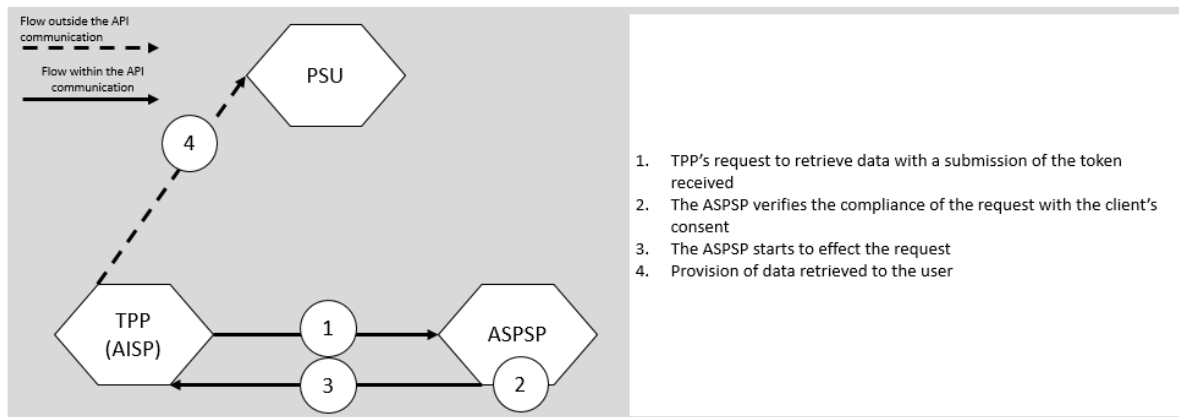 Flow outside the API
communication
Flow within the API
communication
PSU
4
TPP
(AISP)
1
ASPSP
3
2
1. TPP's request to retrieve data with a submission of the token
received
2. The ASPSP verifies the compliance of the request with the client's
consent
3. The ASPSP starts to effect the request
4. Provision of data retrieved to the user